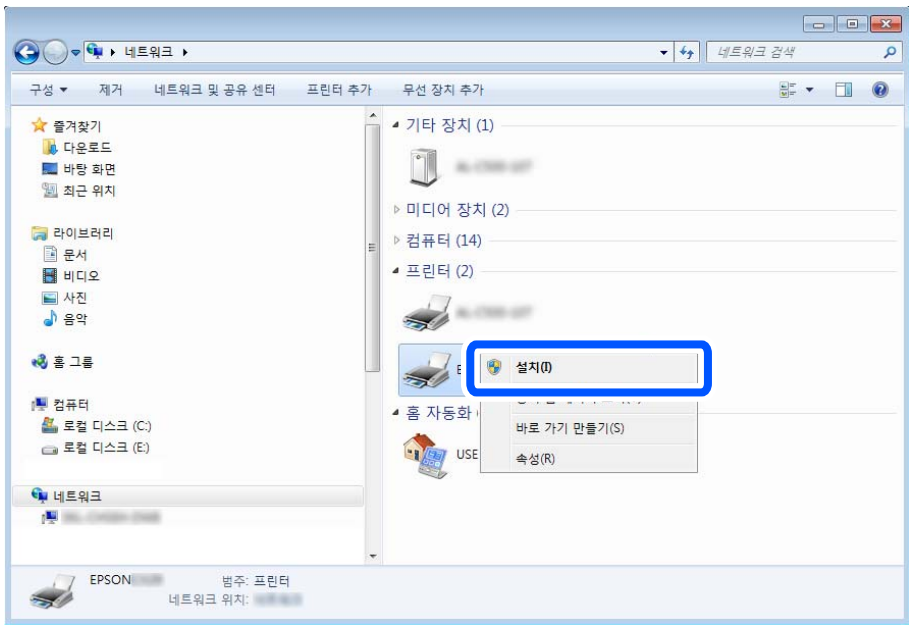 네트워크
네트워크 검색
구성 제거 네트워크 및 공유 센터 프린터 추가 무선 장치 추가
즐겨찾기
다운로드
바탕 화면
최근 위치
라이브러리
문서
비디오
사진
음악
홈 그룹
컴퓨터
로컬 디스크 (C:)
로컬 디스크 (E:)
네트워크
기타 장치 (1)
미디어 장치 (2)
컴퓨터 (14)
프린터 (2)
E
설치(I)
바로 가기 만들기(S)
속성(R)
홈 자동화
USE
EPSON 범주: 프린터
네트워크 위치: